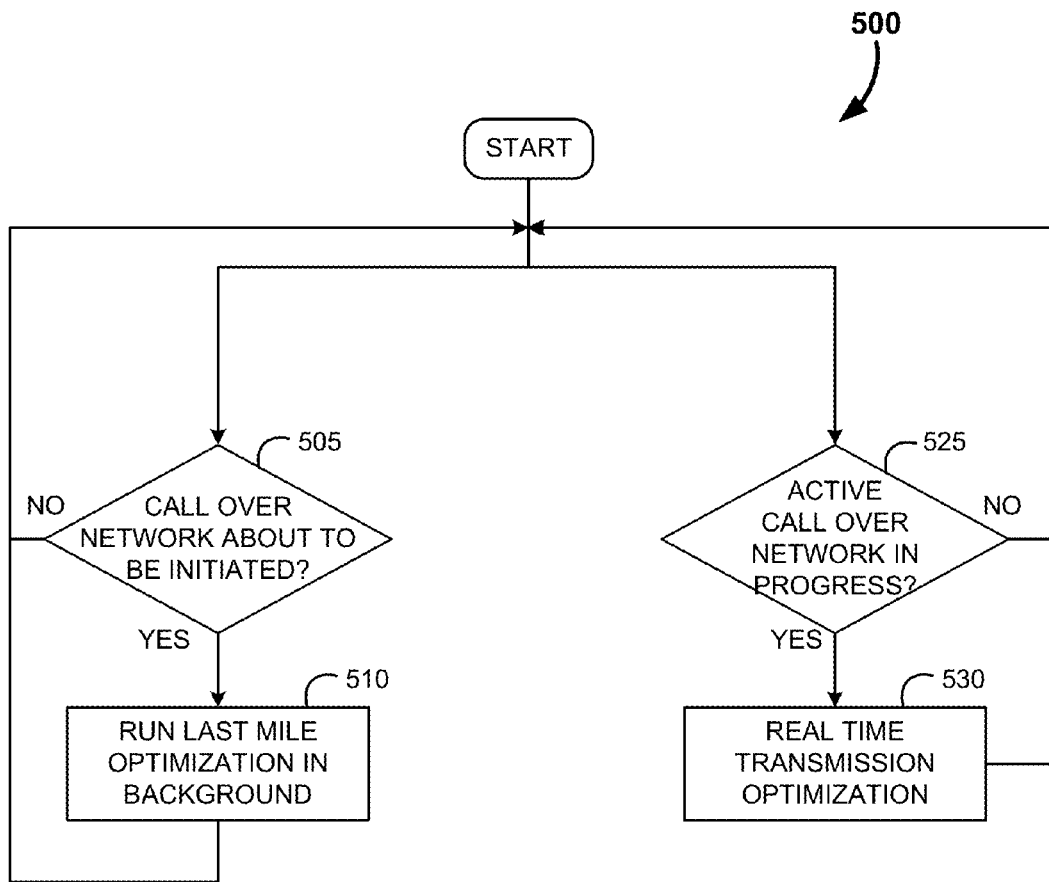 500
START
505
525
NO
CALL OVER
NETWORK ABOUT TO
BE INITIATED?
ACTIVE
CALL OVER
NETWORK IN
PROGRESS?
NO
YES
YES
510
530
RUN LAST MILE
OPTIMIZATION IN
BACKGROUND
REAL TIME
TRANSMISSION
OPTIMIZATION